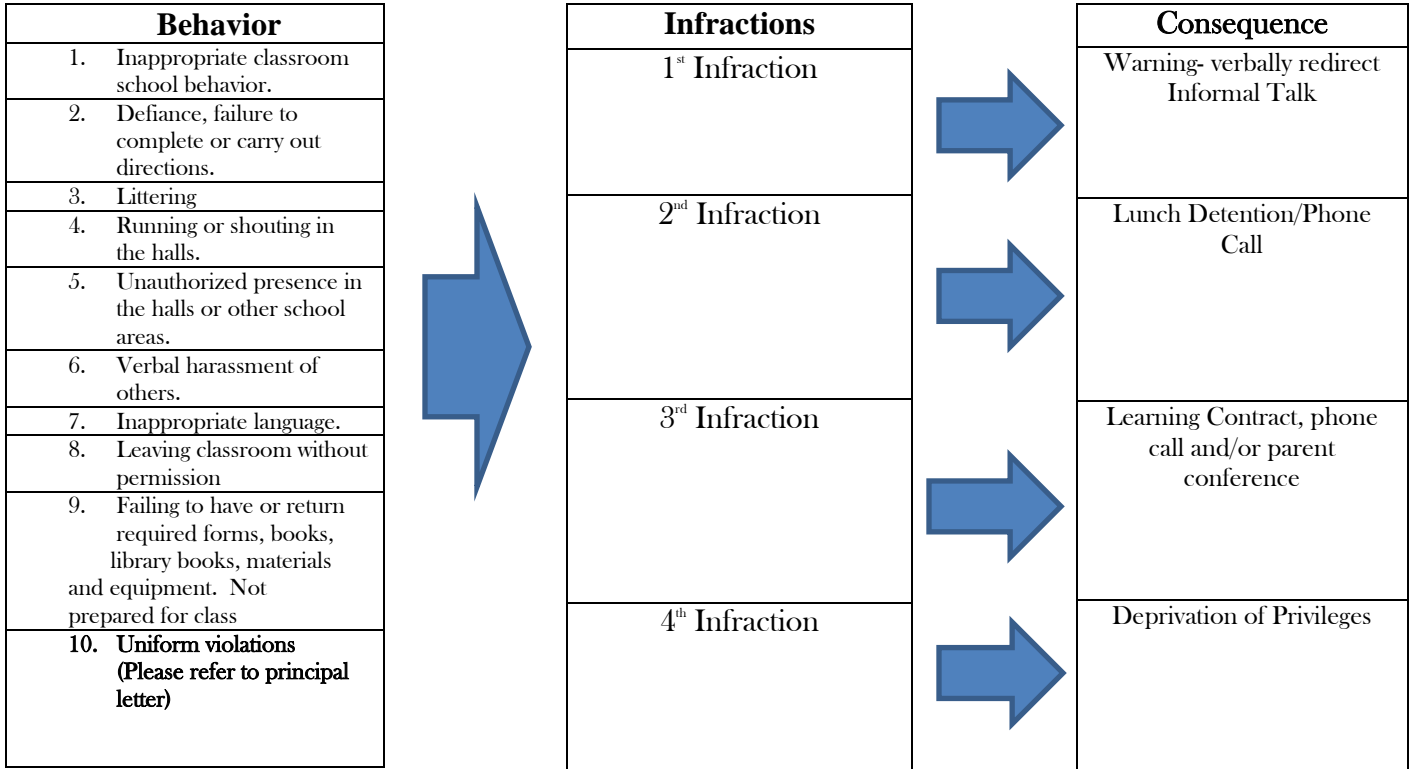 Behavior
1. Inappropriate classroom
school behavior.
2. Defiance, failure to
complete or carry out
directions.
3. Littering
4. Running or shouting in
the halls.
5. Unauthorized presence in
the halls or other school
areas.
6. Verbal harassment of
others.
7. Inappropriate language.
8. Leaving classroom without
permission
9. Failing to have or return
required forms, books,
library books, materials
and equipment. Not
prepared for class
10. Uniform violations
(Please refer to principal
letter)
Infractions
1st Infraction
2nd Infraction
3rd Infraction
4th Infraction
Consequence
Warning- verbally redirect
Informal Talk
Lunch Detention/Phone
Call
Learning Contract, phone
call and/or parent
conference
Deprivation of Privileges